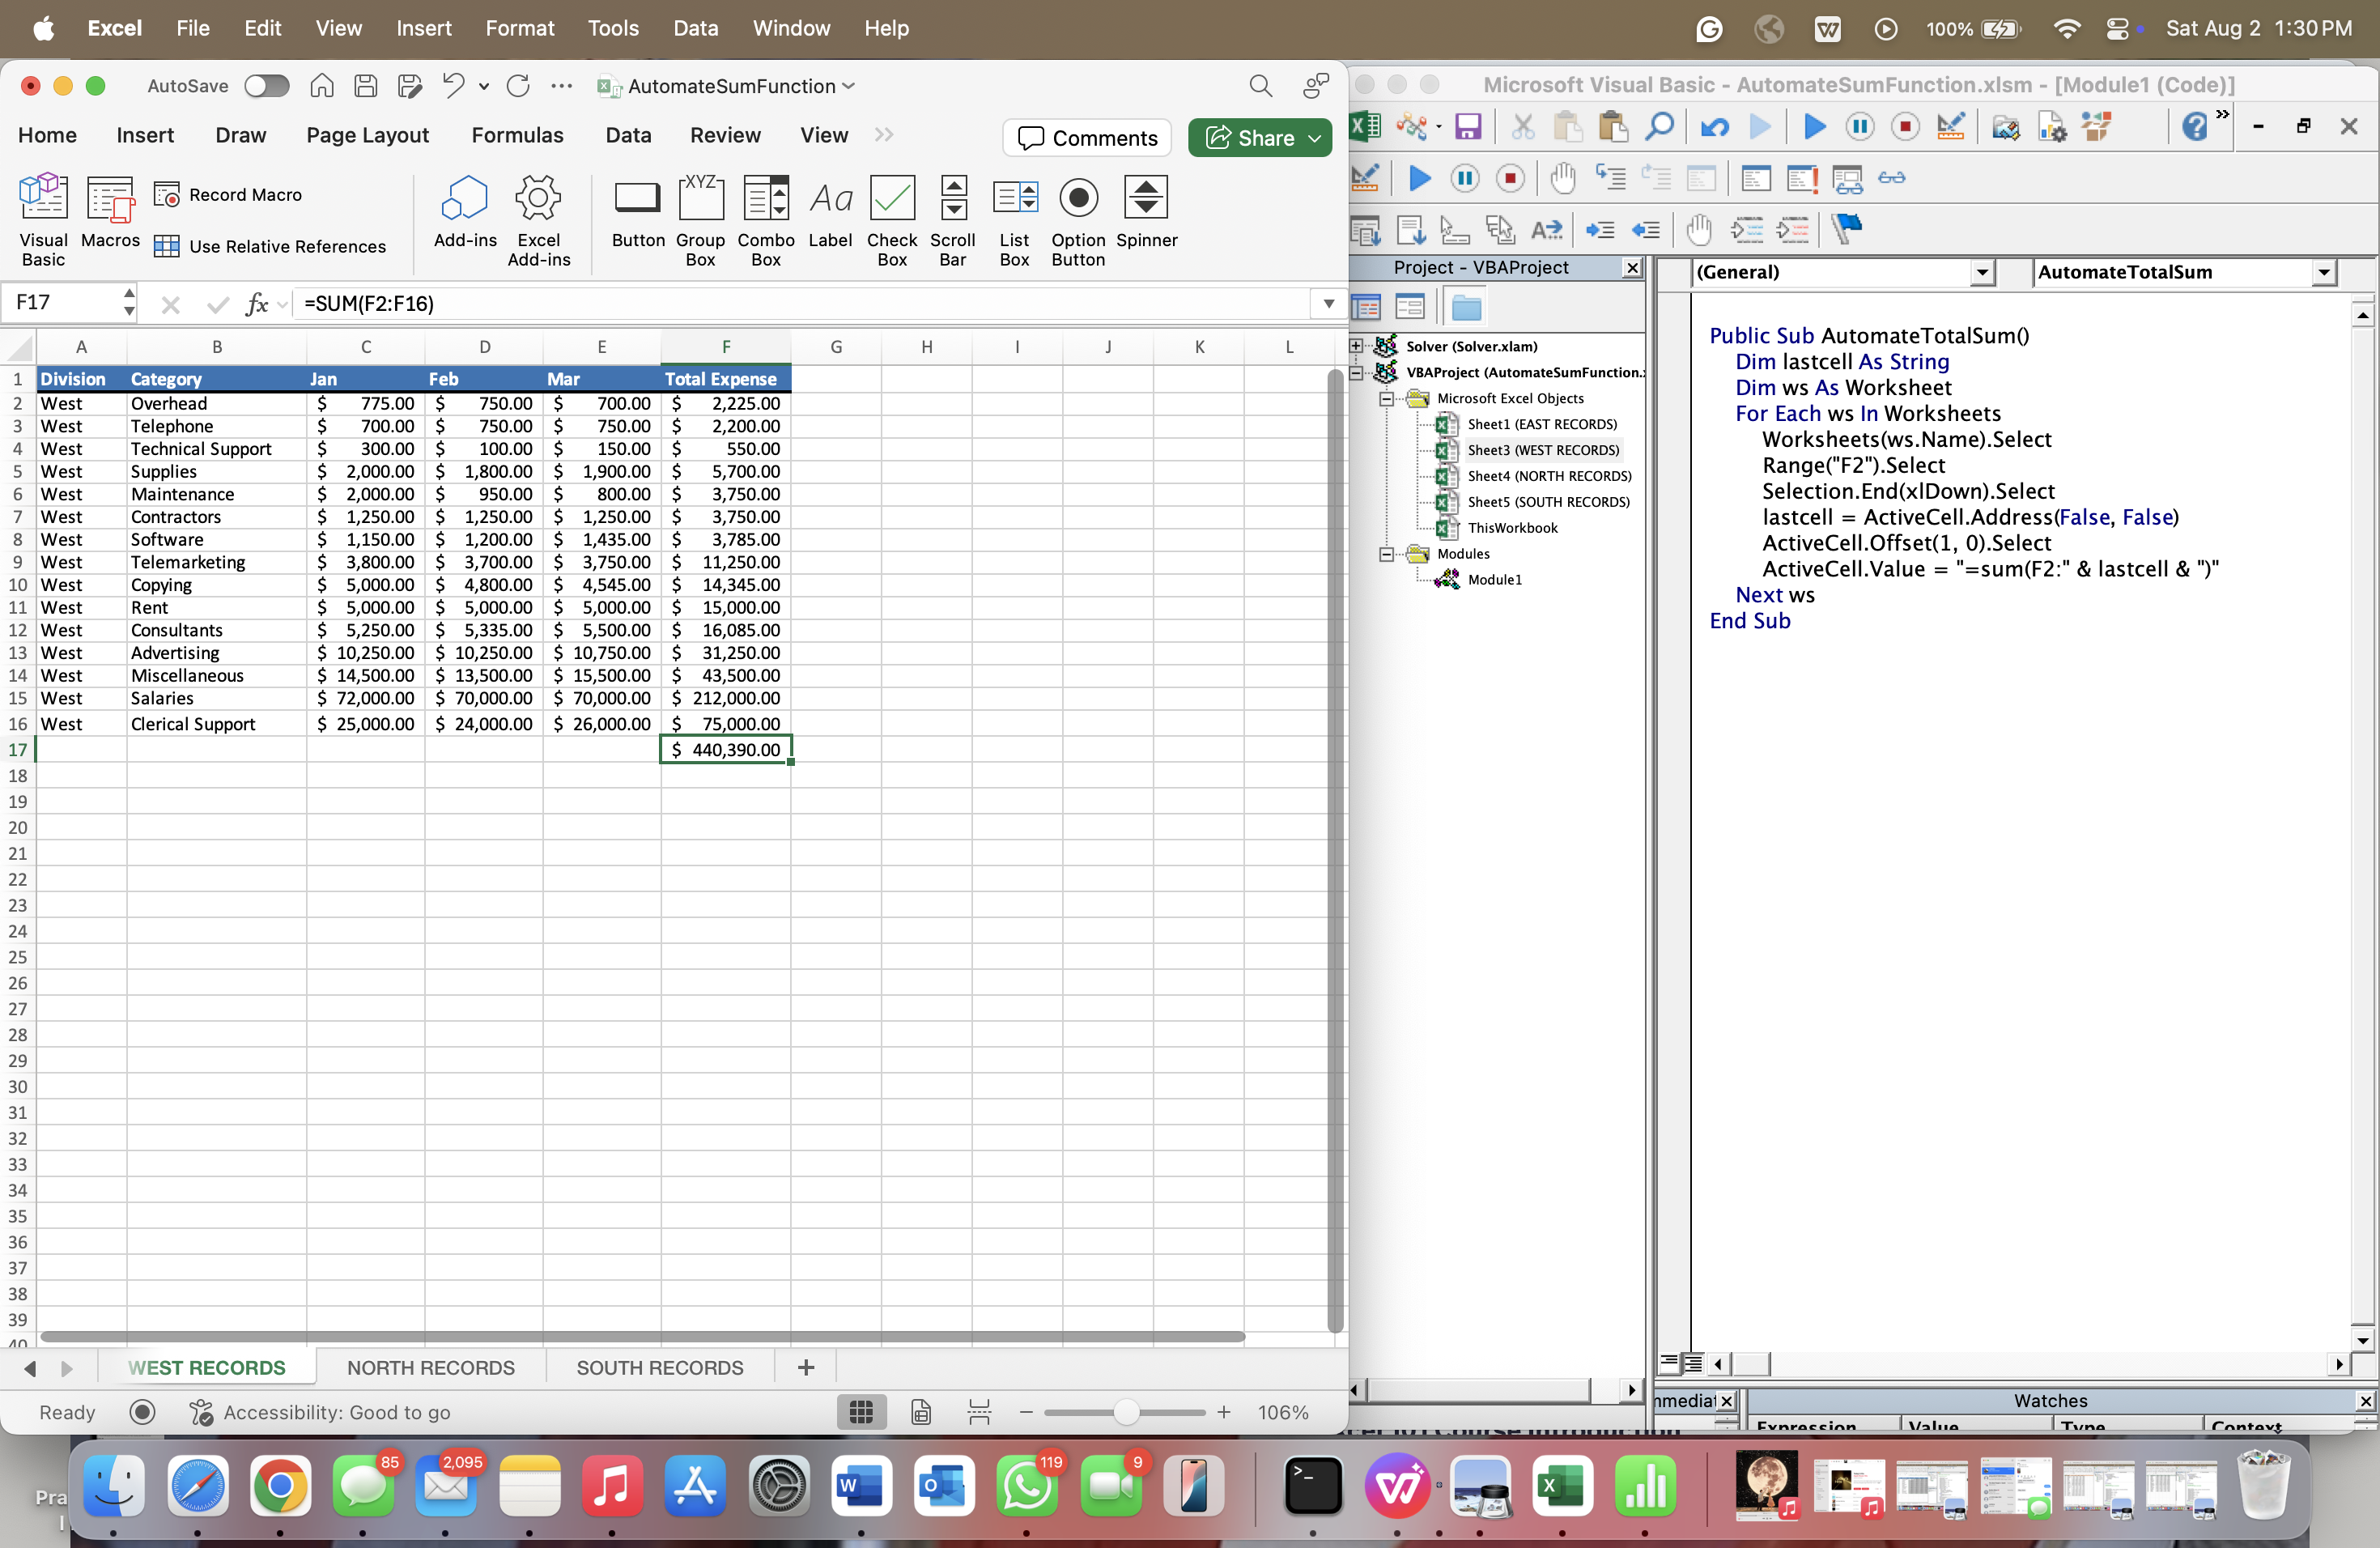 Excel File Edit View Insert Format Tools Data Window Help 100% Sat Aug 2 1:30 PM
AutoSave AutomateSumFunction
Home Insert Draw Page Layout Formulas Data Review View Comments Share
Visual Basic
Macros
Record Macro
Use Relative References
Add-ins
Excel Add-ins
Button
Group Box
Combo Box
Label
Check Box
Scroll Bar
List Box
Option Button
Spinner
F17 fx =SUM(F2:F16)
A B C D E F G H I J K L
1 Division Category Jan Feb Mar Total Expense
2 West Overhead $ 775.00 $ 750.00 $ 700.00 $ 2,225.00
3 West Telephone $ 700.00 $ 750.00 $ 750.00 $ 2,200.00
4 West Technical Support $ 300.00 $ 100.00 $ 150.00 $ 550.00
5 West Supplies $ 2,000.00 $ 1,800.00 $ 1,900.00 $ 5,700.00
6 West Maintenance $ 2,000.00 $ 950.00 $ 800.00 $ 3,750.00
7 West Contractors $ 1,250.00 $ 1,250.00 $ 1,250.00 $ 3,750.00
8 West Software $ 1,150.00 $ 1,200.00 $ 1,435.00 $ 3,785.00
9 West Telemarketing $ 3,800.00 $ 3,700.00 $ 3,750.00 $ 11,250.00
10 West Copying $ 5,000.00 $ 4,800.00 $ 4,545.00 $ 14,345.00
11 West Rent $ 5,000.00 $ 5,000.00 $ 5,000.00 $ 15,000.00
12 West Consultants $ 5,250.00 $ 5,335.00 $ 5,500.00 $ 16,085.00
13 West Advertising $ 10,250.00 $ 10,250.00 $ 10,750.00 $ 31,250.00
14 West Miscellaneous $ 14,500.00 $ 13,500.00 $ 15,500.00 $ 43,500.00
15 West Salaries $ 72,000.00 $ 70,000.00 $ 70,000.00 $ 212,000.00
16 West Clerical Support $ 25,000.00 $ 24,000.00 $ 26,000.00 $ 75,000.00
17 $ 440,390.00
18
19
20
21
22
23
24
25
26
27
28
29
30
31
32
33
34
35
36
37
38
39
40
WEST RECORDS NORTH RECORDS SOUTH RECORDS +
Ready Accessibility: Good to go 106%
Microsoft Visual Basic - AutomateSumFunction.xlsm - [Module1 (Code)]
Project - VBAProject
Solver (Solver.xlam)
VBAProject (AutomateSumFunction.
Microsoft Excel Objects
Sheet1 (EAST RECORDS)
Sheet3 (WEST RECORDS)
Sheet4 (NORTH RECORDS)
Sheet5 (SOUTH RECORDS)
ThisWorkbook
Modules
Module1
(General) AutomateTotalSum
Public Sub AutomateTotalSum()
Dim lastcell As String
Dim ws As Worksheet
For Each ws In Worksheets
Worksheets(ws.Name).Select
Range("F2").Select
Selection.End(xlDown).Select
lastcell = ActiveCell.Address(False, False)
ActiveCell.Offset(1, 0).Select
ActiveCell.Value = "=sum(F2:" & lastcell & ")"
Next ws
End Sub
nmediat Watches
Expression Value Type Context
cel 101 Course Introduction
85 2,095 119 9
Pra